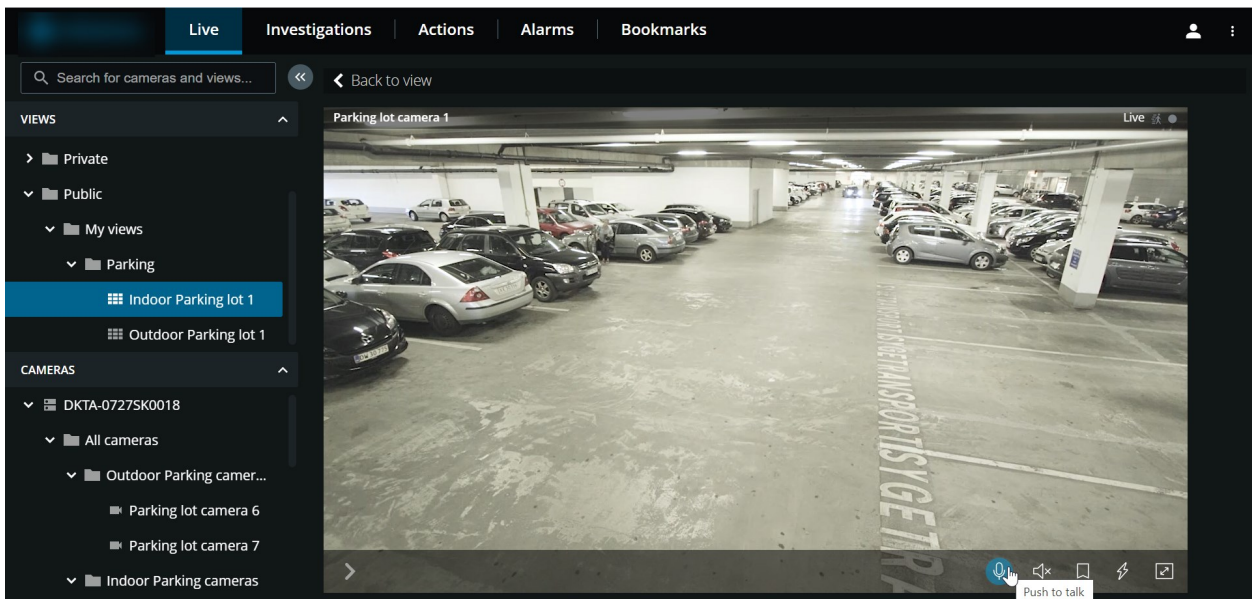 Live
Investigations
Actions
Alarms
Bookmarks
Search for cameras and views...
Back to view
VIEWS
Private
Public
My views
Parking
Indoor Parking lot 1
Outdoor Parking lot 1
CAMERAS
DKTA-0727SK0018
All cameras
Outdoor Parking camer...
Parking lot camera 6
Parking lot camera 7
Indoor Parking cameras
Parking lot camera 1
Live
SYGETRANSPORT
SYGETRA
Push to talk